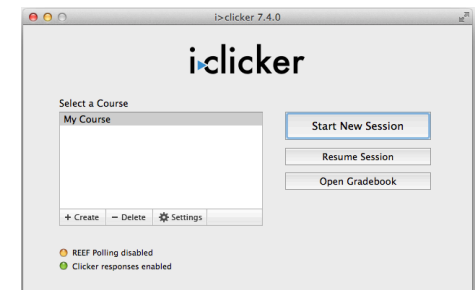 i>clicker 7.4.0
i>clicker
Select a Course
My Course
+ Create
− Delete
Settings
Start New Session
Resume Session
Open Gradebook
REEF Polling disabled
Clicker responses enabled